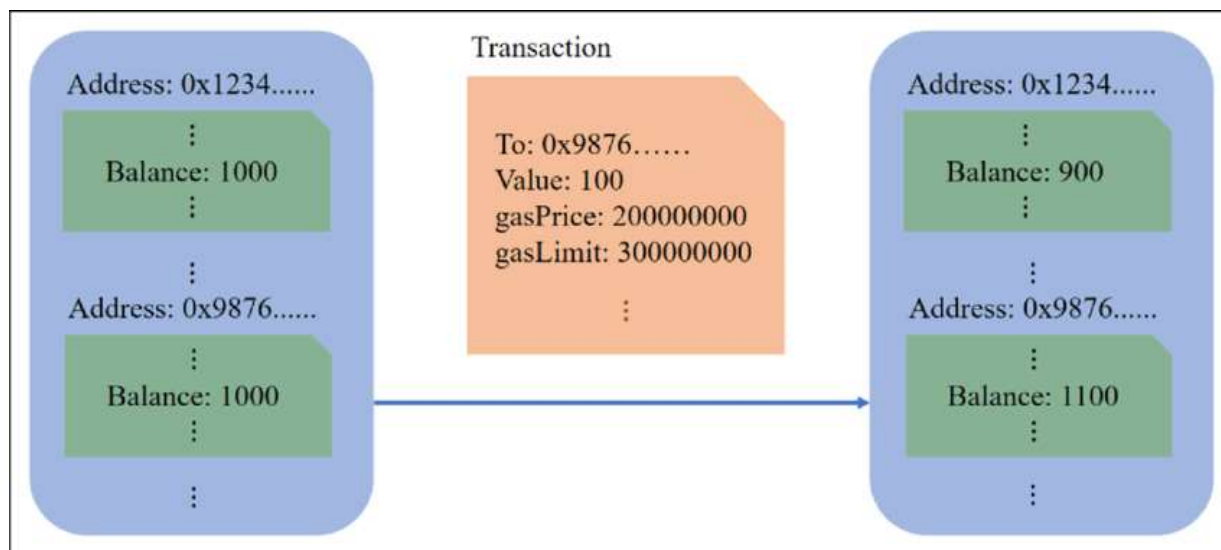 Address: 0x1234......
⋮
Balance: 1000
⋮
⋮
Address: 0x9876......
⋮
Balance: 1000
⋮
⋮
Transaction
To: 0x9876......
Value: 100
gasPrice: 200000000
gasLimit: 300000000
⋮
Address: 0x1234......
⋮
Balance: 900
⋮
⋮
Address: 0x9876......
⋮
Balance: 1100
⋮
⋮